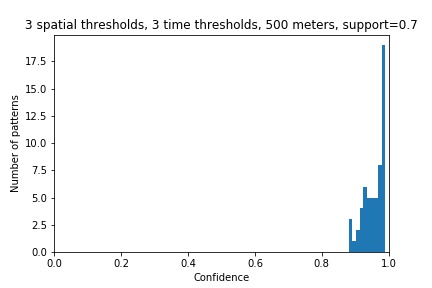 3 spatial thresholds, 3 time thresholds, 500 meters, support=0.7
17.5
15.0
12.5
10.0
7.5
5.0
2.5
0.0
Number of patterns
0.0 0.2 0.4 0.6 0.8 1.0
Confidence